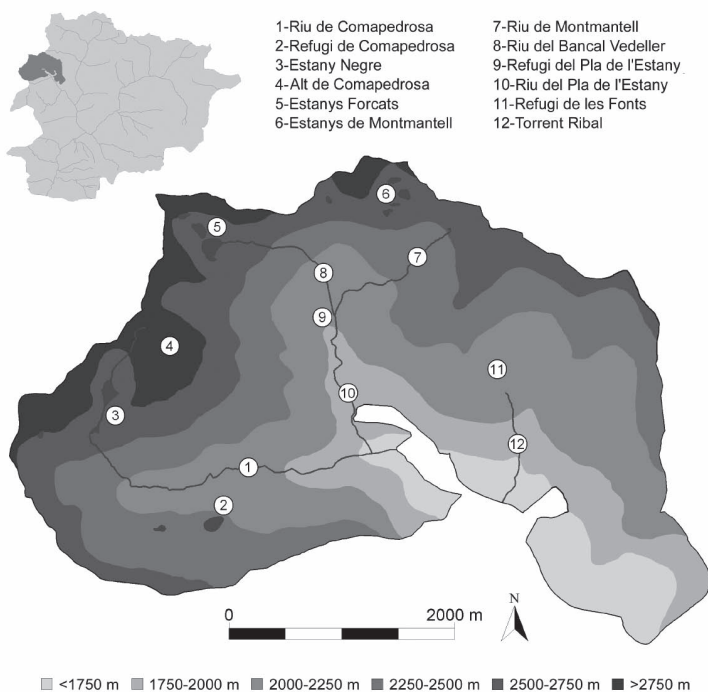 1-Riu de Comapedrosa
2-Refugi de Comapedrosa
3-Estany Negre
4-Alt de Comapedrosa
5-Estanys Forcats
6-Estanys de Montmantell
7-Riu de Montmantell
8-Riu del Bancal Vedeller
9-Refugi del Pla de l'Estany
10-Riu del Pla de l'Estany
11-Refugi de les Fonts
12-Torrent Ribal
6
5
7
8
9
4
11
10
3
12
1
2
0 2000 m
N
<1750 m 1750-2000 m 2000-2250 m 2250-2500 m 2500-2750 m >2750 m